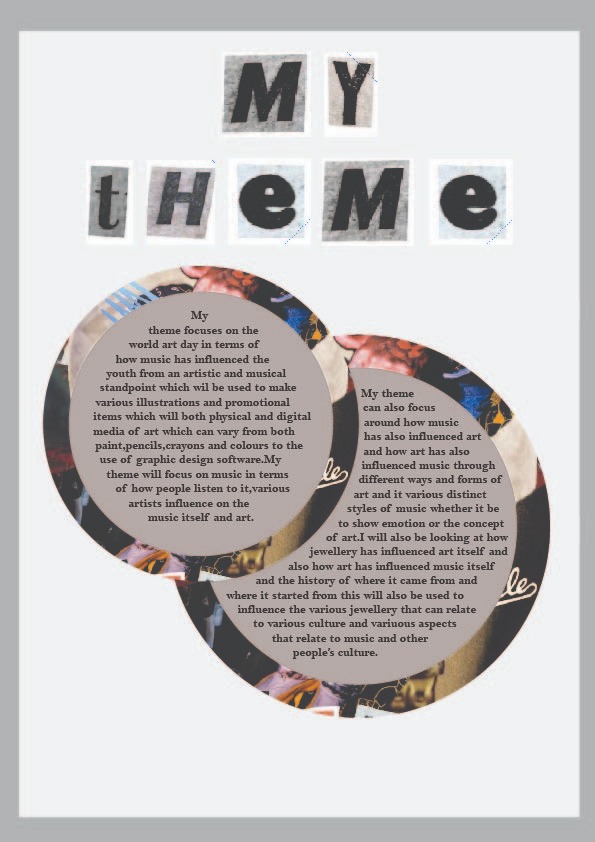 MY
tHeMe
My
theme focuses on the
world art day in terms of
how music has influenced the
youth from an artistic and musical
standpoint which wil be used to make
various illustrations and promotional
items which will both physical and digital
media of art which can vary from both
paint,pencils,crayons and colours to the
use of graphic design software.My
theme will focus on music in terms
of how people listen to it,various
artists influence on the
music itself and art.
My theme
can also focus
around how music
has also influenced art
and how art has also
influenced music through
different ways and forms of
art and it various distinct
styles of music whether it be
to show emotion or the concept
of art.I will also be looking at how
jewellery has influenced art itself and
also how art has influenced music itself
and the history of where it came from and
where it started from this will also be used to
influence the various jewellery that can relate
to various culture and variuous aspects
that relate to music and other
people's culture.